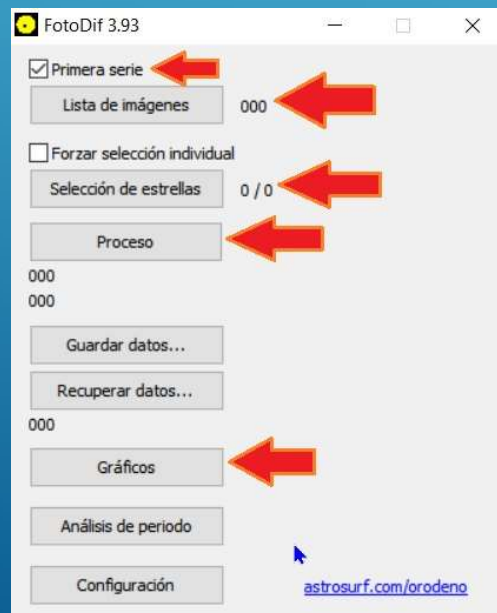 FotoDif 3.93
Primera serie
Lista de imágenes 000
Forzar selección individual
Selección de estrellas 0 / 0
Proceso
000
000
Guardar datos...
Recuperar datos...
000
Gráficos
Análisis de periodo
Configuración astrosurf.com/orodeno